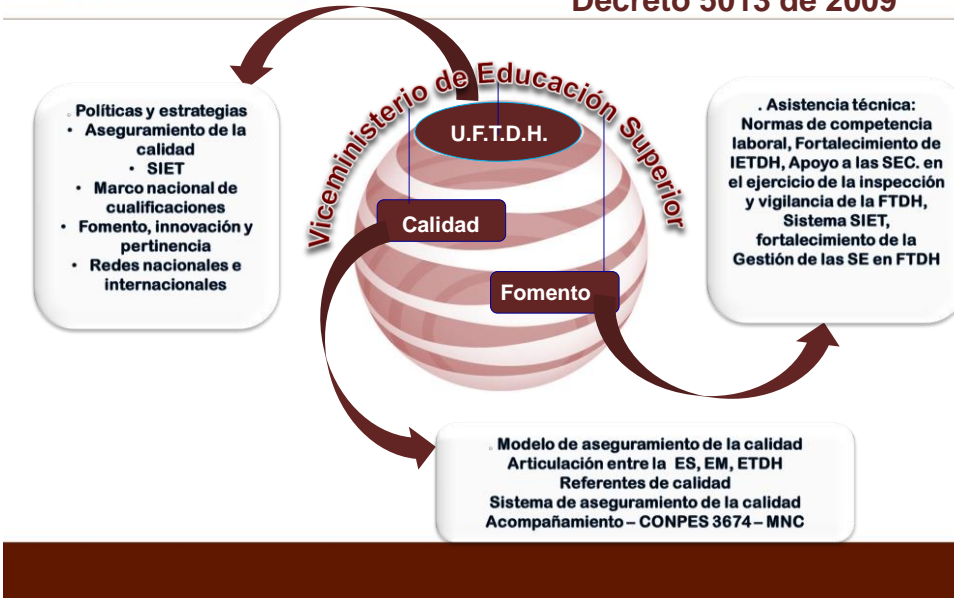 Decreto 5013 de 2009
Viceministerio de Educación Superior
U.F.T.D.H.
Calidad
Fomento
. Políticas y estrategias
• Aseguramiento de la
calidad
• SIET
• Marco nacional de
cualificaciones
• Fomento, innovación y
pertinencia
• Redes nacionales e
internacionales
. Asistencia técnica:
Normas de competencia
laboral, Fortalecimiento de
IETDH, Apoyo a las SEC. en
el ejercicio de la inspección
y vigilancia de la FTDH,
Sistema SIET,
fortalecimiento de la
Gestión de las SE en FTDH
. Modelo de aseguramiento de la calidad
Articulación entre la ES, EM, ETDH
Referentes de calidad
Sistema de aseguramiento de la calidad
Acompañamiento – CONPES 3674 – MNC